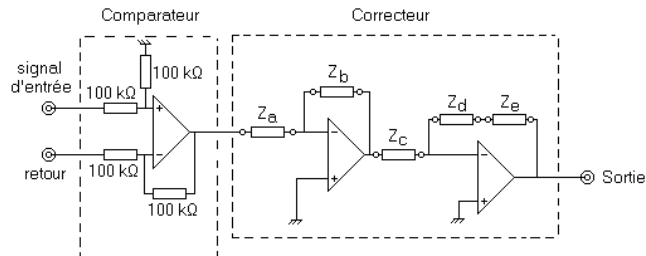 Comparateur
Correcteur
signal
d'entrée
100 kΩ
100 kΩ
+
-
retour
100 kΩ
100 kΩ
Za
Zb
-
+
Zc
Zd
Ze
-
+
Sortie